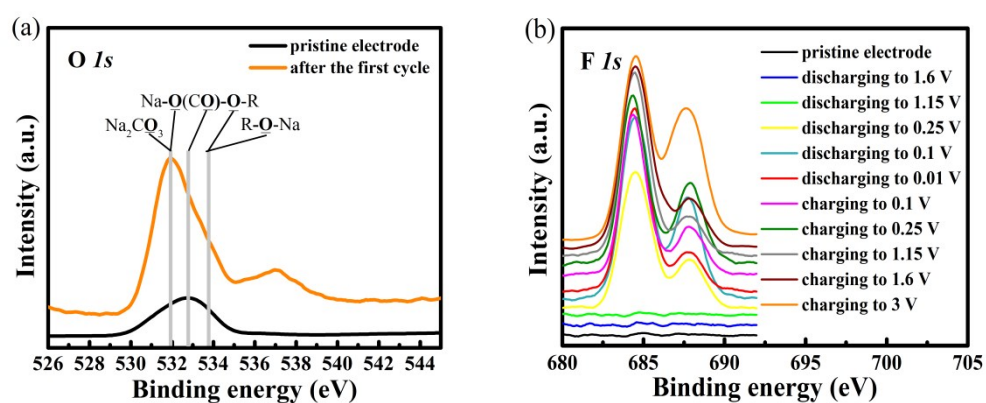 (a)
O 1s
pristine electrode
after the first cycle
Na-O(CO)-O-R
Na₂CO₃
R-O-Na
Intensity (a.u.)
526 528 530 532 534 536 538 540 542 544
Binding energy (eV)
(b)
F 1s
pristine electrode
discharging to 1.6 V
discharging to 1.15 V
discharging to 0.25 V
discharging to 0.1 V
discharging to 0.01 V
charging to 0.1 V
charging to 0.25 V
charging to 1.15 V
charging to 1.6 V
charging to 3 V
Intensity (a.u.)
680 685 690 695 700 705
Binding energy (eV)